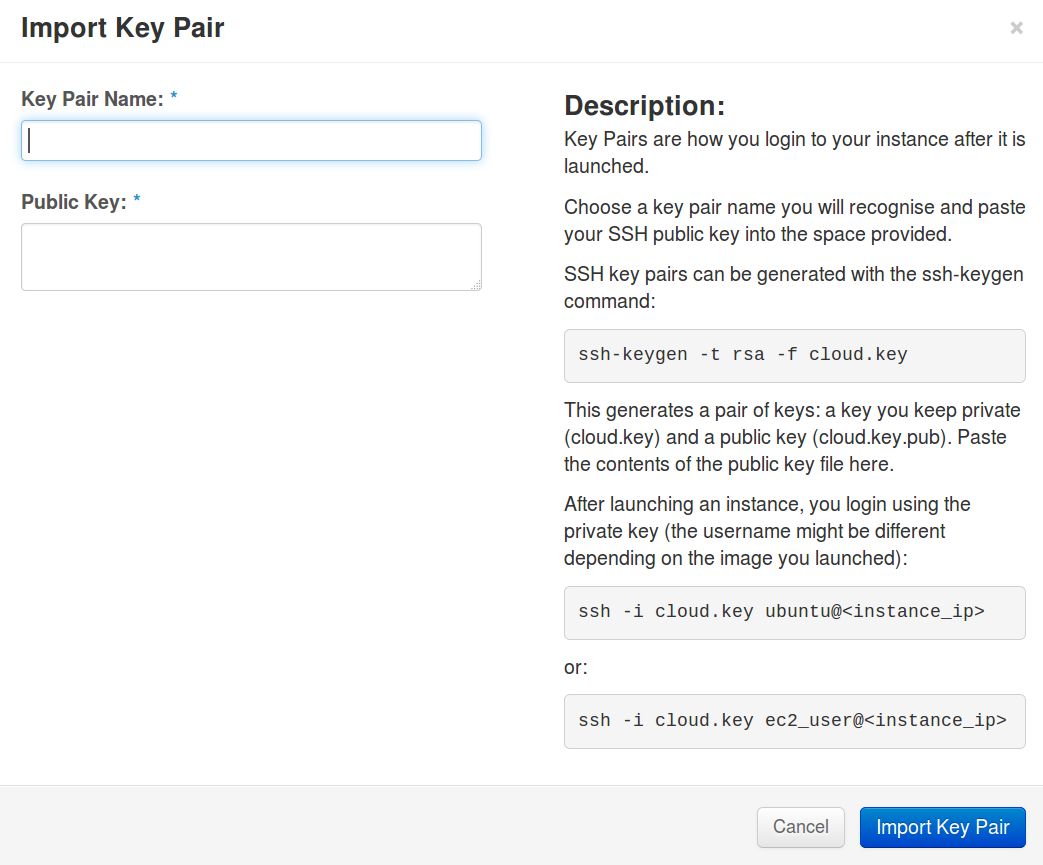 Import Key Pair
×
Key Pair Name: *
Public Key: *
Description:
Key Pairs are how you login to your instance after it is
launched.
Choose a key pair name you will recognise and paste
your SSH public key into the space provided.
SSH key pairs can be generated with the ssh-keygen
command:
ssh-keygen -t rsa -f cloud.key
This generates a pair of keys: a key you keep private
(cloud.key) and a public key (cloud.key.pub). Paste
the contents of the public key file here.
After launching an instance, you login using the
private key (the username might be different
depending on the image you launched):
ssh -i cloud.key ubuntu@<instance_ip>
or:
ssh -i cloud.key ec2_user@<instance_ip>
Cancel
Import Key Pair